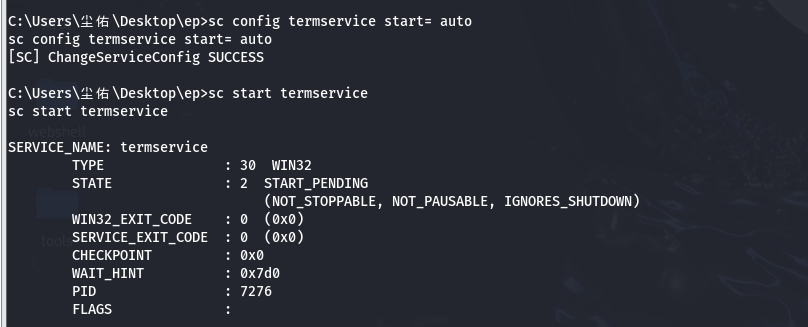 C:\Users\尘佑\Desktop\ep>sc config termservice start= auto
sc config termservice start= auto
[SC] ChangeServiceConfig SUCCESS
C:\Users\尘佑\Desktop\ep>sc start termservice
sc start termservice
webshell
SERVICE_NAME: termservice
TYPE : 30 WIN32
STATE : 2 START_PENDING
(NOT_STOPPABLE, NOT_PAUSABLE, IGNORES_SHUTDOWN)
WIN32_EXIT_CODE : 0 (0x0)
SERVICE_EXIT_CODE : 0 (0x0)
tools
CHECKPOINT : 0x0
WAIT_HINT : 0x7d0
PID : 7276
FLAGS :